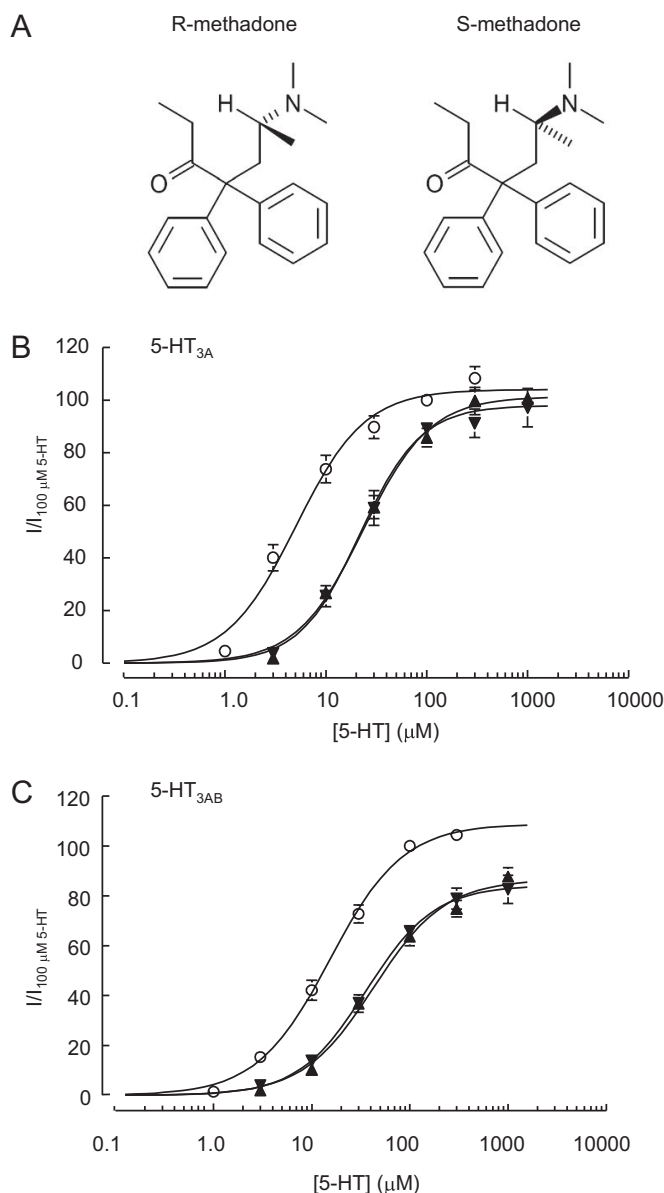 A
R-methadone
S-methadone
H
N
O
H
N
O
B
5-HT3A
120
100
80
60
40
20
0
I/I100 μM 5-HT
0.1
1.0
10
100
1000
10000
[5-HT] (μM)
C
5-HT3AB
120
100
80
60
40
20
0
I/I100 μM 5-HT
0.1
1.0
10
100
1000
10000
[5-HT] (μM)